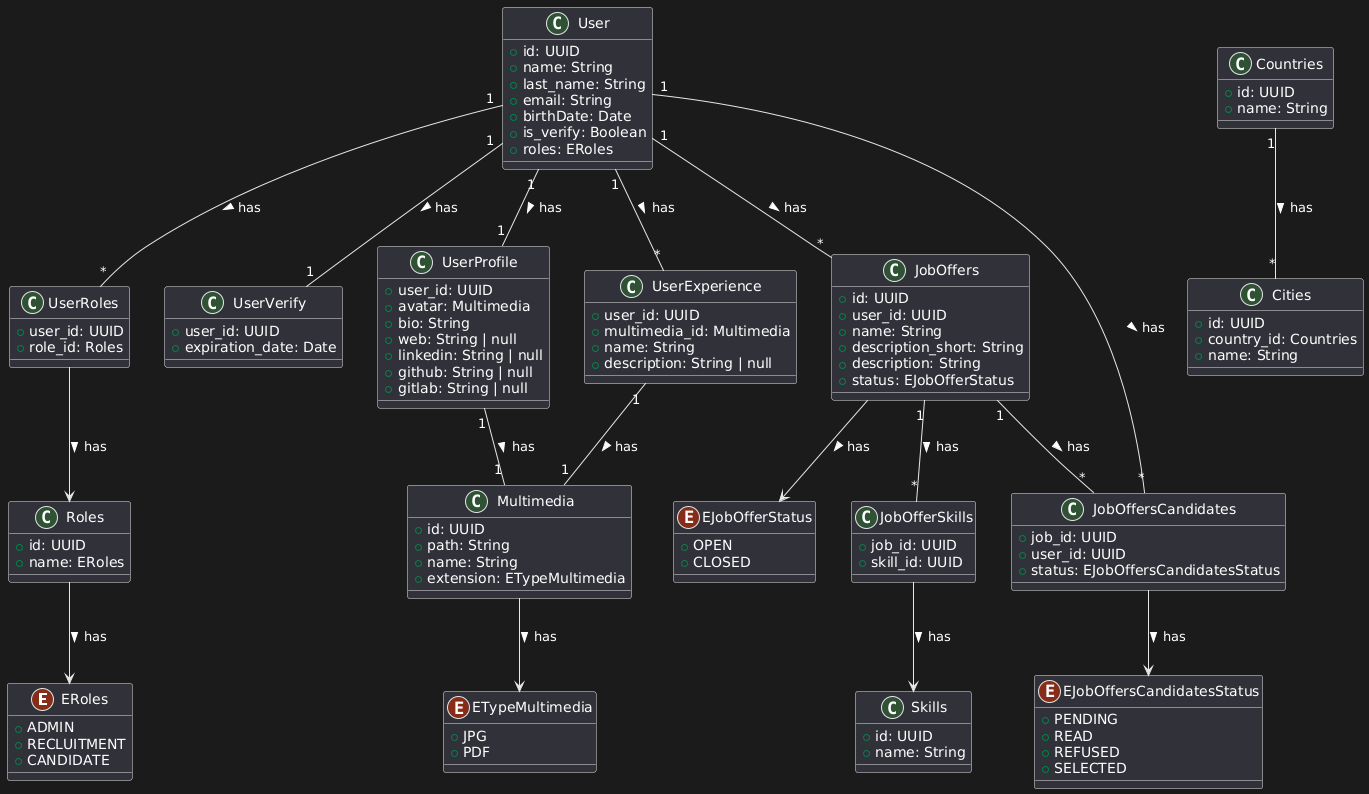 C User
id: UUID
name: String
last_name: String
email: String
birthDate: Date
is_verify: Boolean
roles: ERoles
C Countries
id: UUID
name: String
1
1
1
1
1
1
1
has
has
has
has
has
has
has
*
1
1
*
*
*
C UserRoles
user_id: UUID
role_id: Roles
C UserVerify
user_id: UUID
expiration_date: Date
C UserProfile
user_id: UUID
avatar: Multimedia
bio: String
web: String | null
linkedin: String | null
github: String | null
gitlab: String | null
C UserExperience
user_id: UUID
multimedia_id: Multimedia
name: String
description: String | null
C JobOffers
id: UUID
user_id: UUID
name: String
description_short: String
description: String
status: EJobOfferStatus
has
C Cities
id: UUID
country_id: Countries
name: String
1
1
1
1
has
has
has
has
has
has
1
1
*
*
*
C Roles
id: UUID
name: ERoles
C Multimedia
id: UUID
path: String
name: String
extension: ETypeMultimedia
E EJobOfferStatus
OPEN
CLOSED
C JobOfferSkills
job_id: UUID
skill_id: UUID
C JobOffersCandidates
job_id: UUID
user_id: UUID
status: EJobOffersCandidatesStatus
has
has
has
has
E ERoles
ADMIN
RECLUITMENT
CANDIDATE
E ETypeMultimedia
JPG
PDF
C Skills
id: UUID
name: String
E EJobOffersCandidatesStatus
PENDING
READ
REFUSED
SELECTED